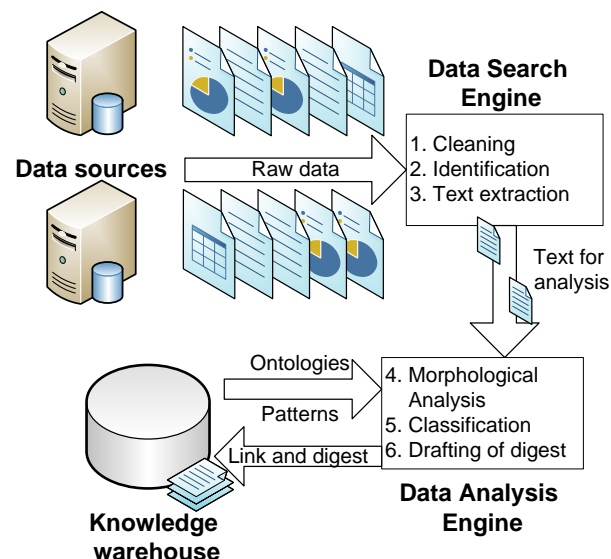 Data Search
Engine
Data sources
Raw data
1. Cleaning
2. Identification
3. Text extraction
Text for
analysis
Ontologies
Patterns
Link and digest
4. Morphological
Analysis
5. Classification
6. Drafting of digest
Data Analysis
Engine
Knowledge
warehouse